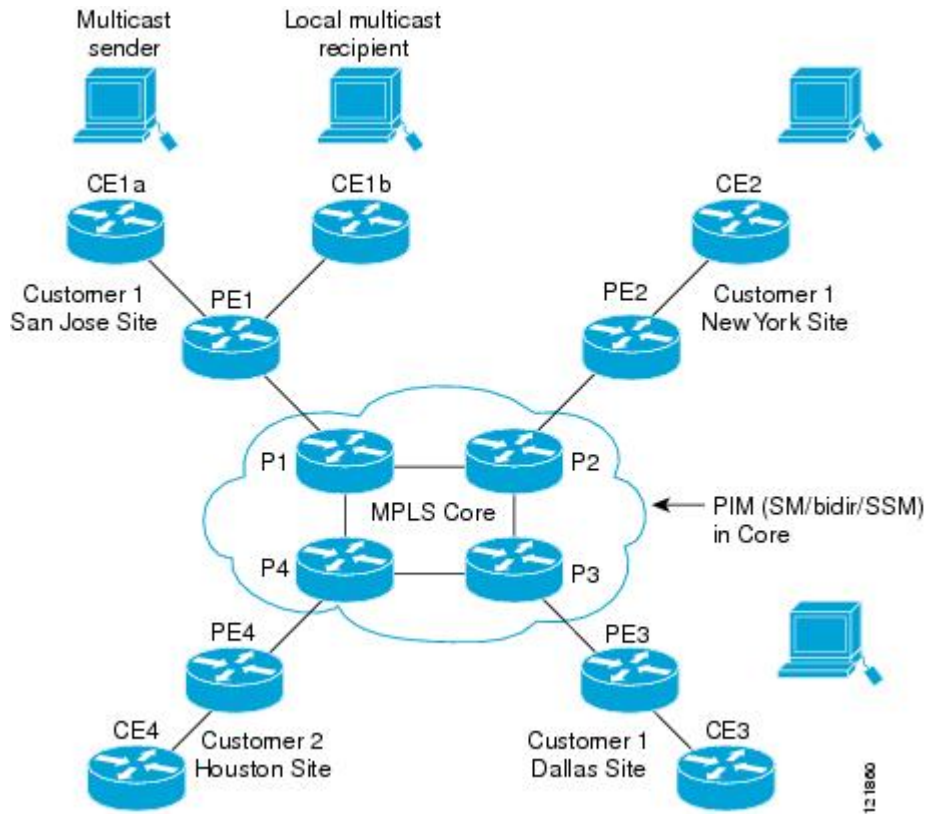 Multicast
sender
Local multicast
recipient
CE1a
CE1b
CE2
Customer 1
San Jose Site
PE1
PE2
Customer 1
New York Site
P1
P2
MPLS Core
PIM (SM/bidir/SSM)
in Core
P4
P3
PE4
PE3
CE4
Customer 2
Houston Site
Customer 1
Dallas Site
CE3
121860